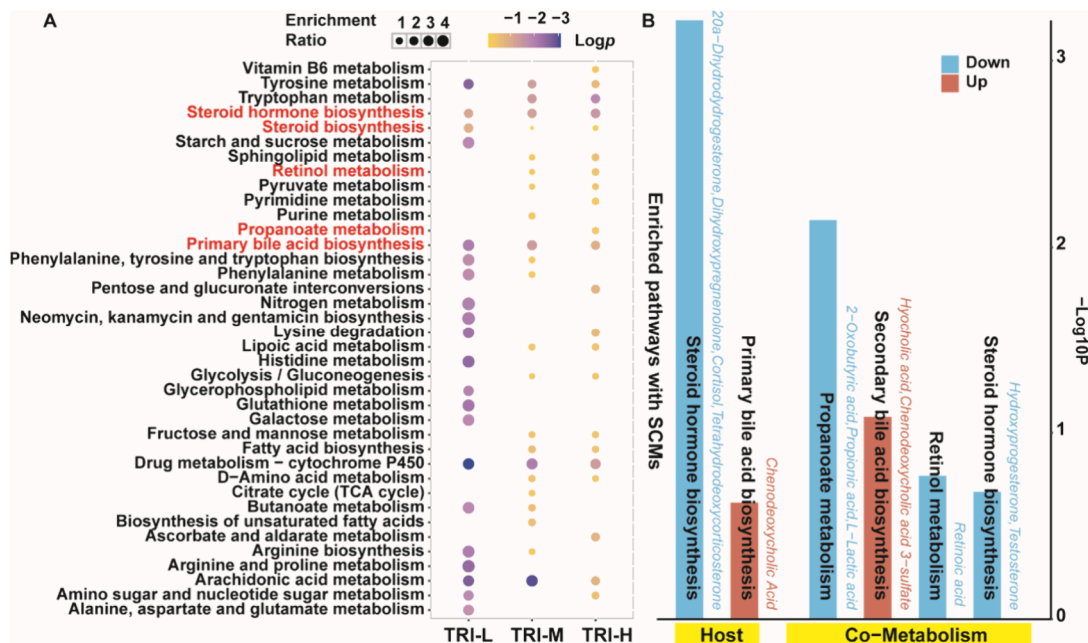 A
Enrichment
Ratio
1 2 3 4
−1 −2 −3
Logp
Vitamin B6 metabolism
Tyrosine metabolism
Tryptophan metabolism
Steroid hormone biosynthesis
Steroid biosynthesis
Starch and sucrose metabolism
Sphingolipid metabolism
Retinol metabolism
Pyruvate metabolism
Pyrimidine metabolism
Purine metabolism
Propanoate metabolism
Primary bile acid biosynthesis
Phenylalanine, tyrosine and tryptophan biosynthesis
Phenylalanine metabolism
Pentose and glucuronate interconversions
Nitrogen metabolism
Neomycin, kanamycin and gentamicin biosynthesis
Lysine degradation
Lipoic acid metabolism
Histidine metabolism
Glycolysis / Gluconeogenesis
Glycerophospholipid metabolism
Glutathione metabolism
Galactose metabolism
Fructose and mannose metabolism
Fatty acid biosynthesis
Drug metabolism − cytochrome P450
D−Amino acid metabolism
Citrate cycle (TCA cycle)
Butanoate metabolism
Biosynthesis of unsaturated fatty acids
Ascorbate and aldarate metabolism
Arginine biosynthesis
Arginine and proline metabolism
Arachidonic acid metabolism
Amino sugar and nucleotide sugar metabolism
Alanine, aspartate and glutamate metabolism
TRI−L TRI−M TRI−H
B
Enriched pathways with SCMs
Down
Up
Steroid hormone biosynthesis
20a−Dhydrodydrogesterone,Dihydroxypregnenolone,Cortisol,Tetrahydrodeoxycorticosterone
Primary bile acid biosynthesis
Chenodeoxycholic Acid
Propanoate metabolism
2−Oxobutyric acid,Propionic acid,L−Lactic acid
Secondary bile acid biosynthesis
Hyocholic acid,Chenodeoxycholic acid 3−sulfate
Retinol metabolism
Retinoic acid
Steroid hormone biosynthesis
Hydroxyprogesterone,Testosterone
3
2
1
0
−Log10P
Host
Co−Metabolism